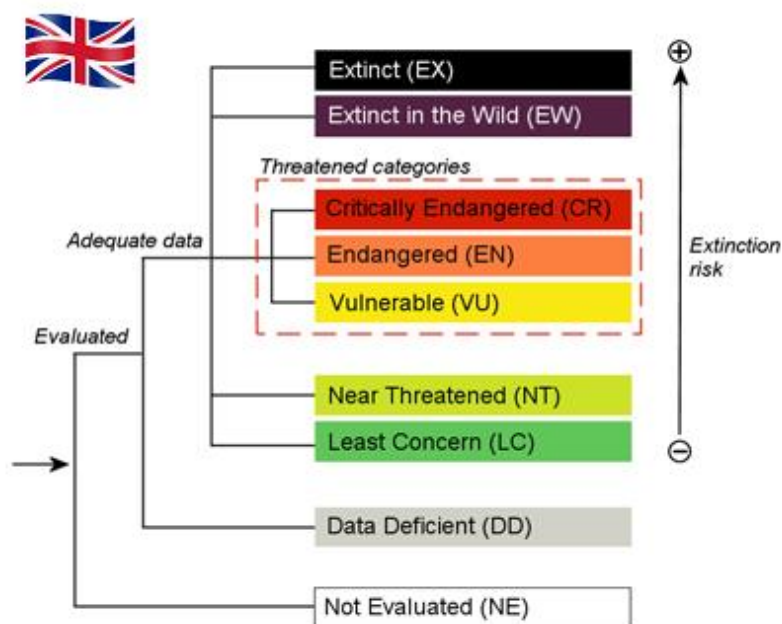 Extinct (EX)
Extinct in the Wild (EW)
Threatened categories
Critically Endangered (CR)
Adequate data
Endangered (EN)
Extinction
risk
Vulnerable (VU)
Evaluated
Near Threatened (NT)
Least Concern (LC)
Data Deficient (DD)
Not Evaluated (NE)